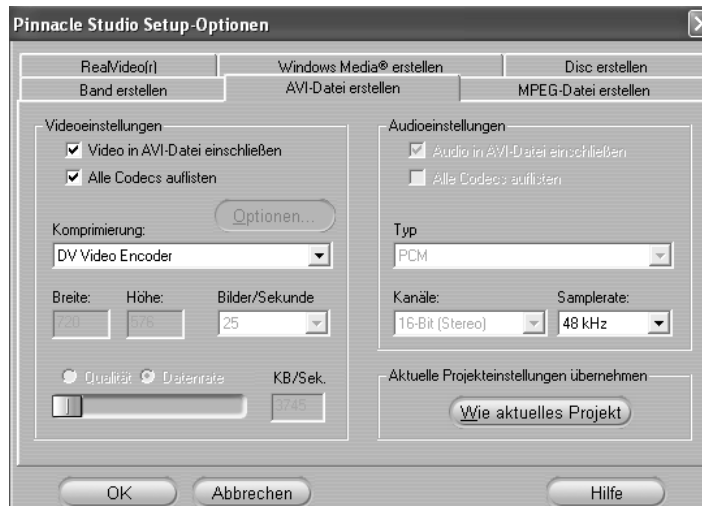 Pinnacle Studio Setup-Optionen
RealVideo(r)
Windows Media® erstellen
Disc erstellen
Band erstellen
AVI-Datei erstellen
MPEG-Datei erstellen
Videoeinstellungen
Video in AVI-Datei einschließen
Alle Codecs auflisten
Optionen...
Komprimierung:
DV Video Encoder
Breite:
Höhe:
Bilder/Sekunde
720
576
25
Qualität
Datenrate
KB/Sek.
3745
Audioeinstellungen
Audio in AVI-Datei einschließen
Alle Codecs auflisten
Typ
PCM
Kanäle:
Samplerate:
16-Bit (Stereo)
48 kHz
Aktuelle Projekteinstellungen übernehmen
Wie aktuelles Projekt
OK
Abbrechen
Hilfe